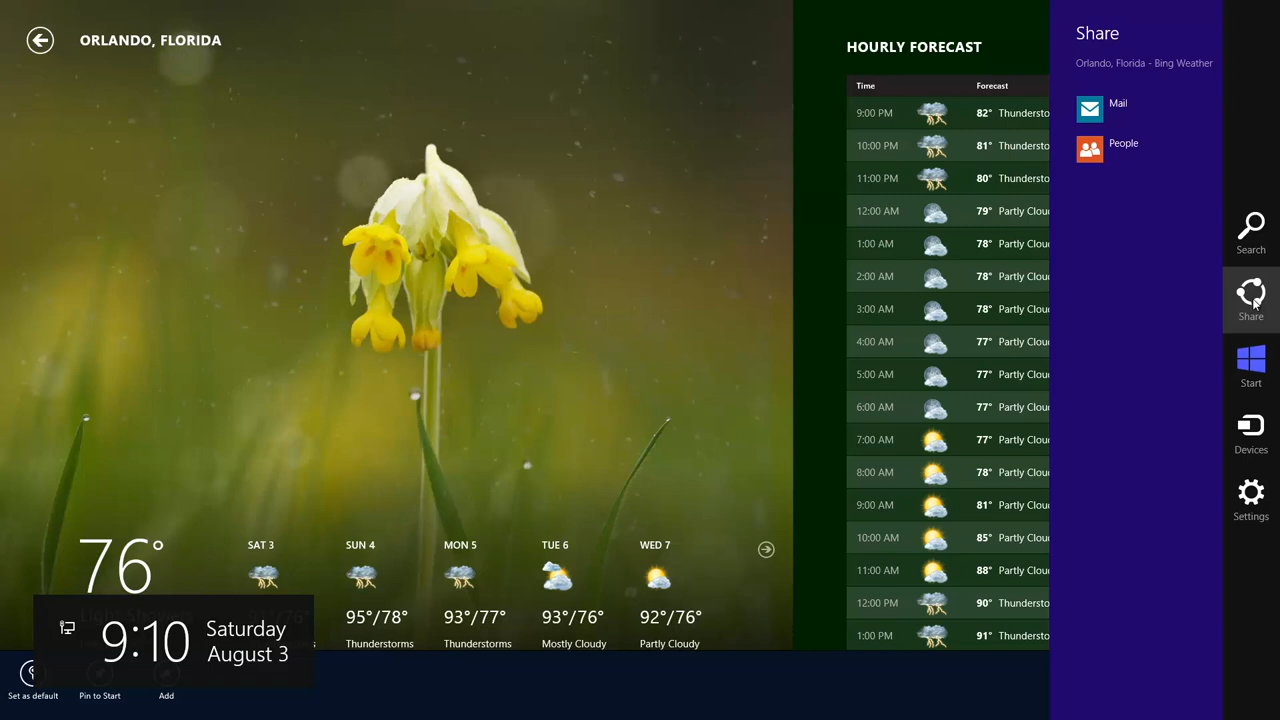 ORLANDO, FLORIDA
76°
SAT 3
SUN 4
95°/78°
Thunderstorms
MON 5
93°/77°
Thunderstorms
TUE 6
93°/76°
Mostly Cloudy
WED 7
92°/76°
Partly Cloudy
9:10
Saturday
August 3
Set as default
Pin to Start
Add
HOURLY FORECAST
Time Forecast
9:00 PM 82° Thundersto
10:00 PM 81° Thundersto
11:00 PM 80° Thundersto
12:00 AM 79° Partly Clou
1:00 AM 78° Partly Clou
2:00 AM 78° Partly Clou
3:00 AM 78° Partly Clou
4:00 AM 77° Partly Clou
5:00 AM 77° Partly Clou
6:00 AM 77° Partly Clou
7:00 AM 77° Partly Clou
8:00 AM 78° Partly Clou
9:00 AM 81° Partly Clou
10:00 AM 85° Partly Clou
11:00 AM 88° Partly Clou
12:00 PM 90° Thundersto
1:00 PM 91° Thundersto
Share
Orlando, Florida - Bing Weather
Mail
People
Search
Share
Start
Devices
Settings